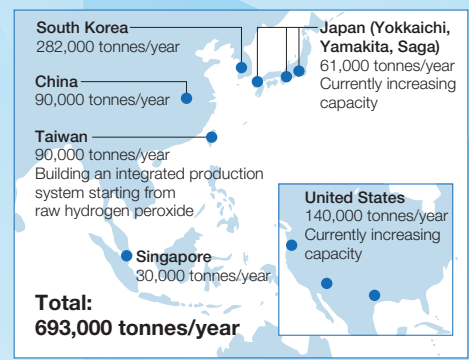 South Korea
282,000 tonnes/year
China
90,000 tonnes/year
Taiwan
90,000 tonnes/year
Building an integrated production
system starting from
raw hydrogen peroxide
Singapore
30,000 tonnes/year
Total:
693,000 tonnes/year
Japan (Yokkaichi,
Yamakita, Saga)
61,000 tonnes/year
Currently increasing
capacity
United States
140,000 tonnes/year
Currently increasing
capacity